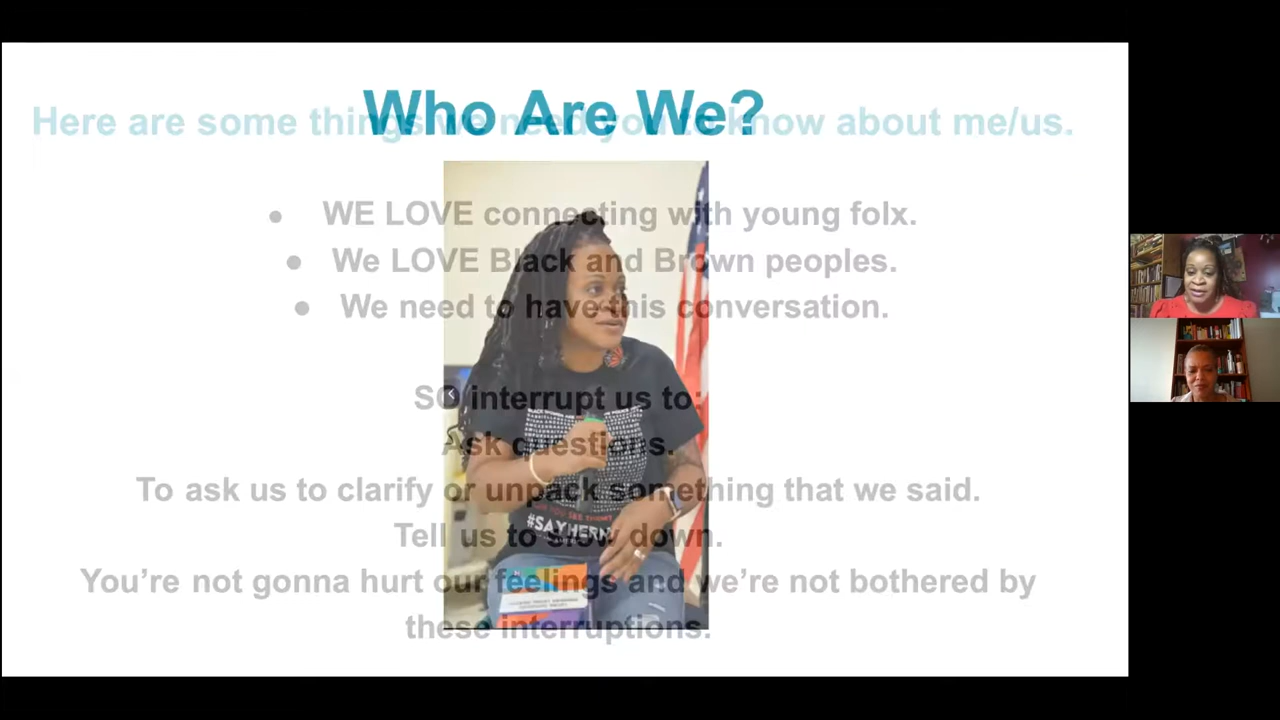 Who Are We?
Here are some things we need you to know about me/us.
● WE LOVE connecting with young folx.
● We LOVE Black and Brown peoples.
● We need to have this conversation.
SO interrupt us to:
Ask questions.
To ask us to clarify or unpack something that we said.
#SAYHERN
Tell us to slow down.
You’re not gonna hurt our feelings and we’re not bothered by
these interruptions.